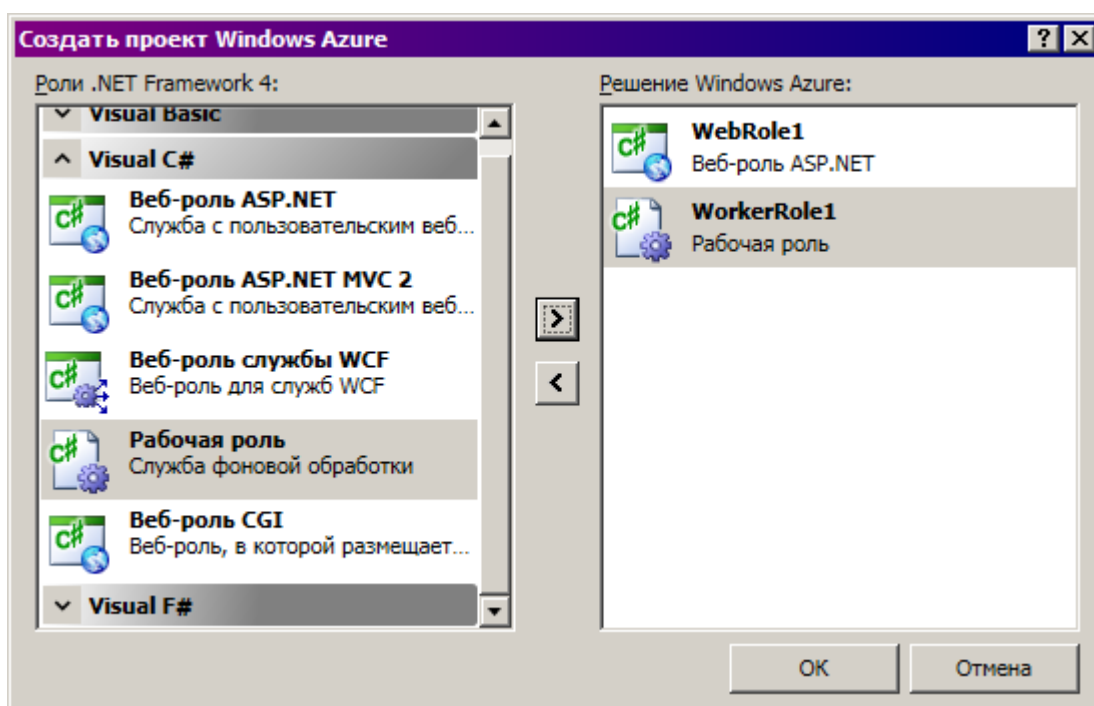 Создать проект Windows Azure
Роли .NET Framework 4:
Visual Basic
Visual C#
Веб-роль ASP.NET
Служба с пользовательским веб...
Веб-роль ASP.NET MVC 2
Служба с пользовательским веб...
Веб-роль службы WCF
Веб-роль для служб WCF
Рабочая роль
Служба фоновой обработки
Веб-роль CGI
Веб-роль, в которой размещает...
Visual F#
Решение Windows Azure:
WebRole1
Веб-роль ASP.NET
WorkerRole1
Рабочая роль
OK
Отмена